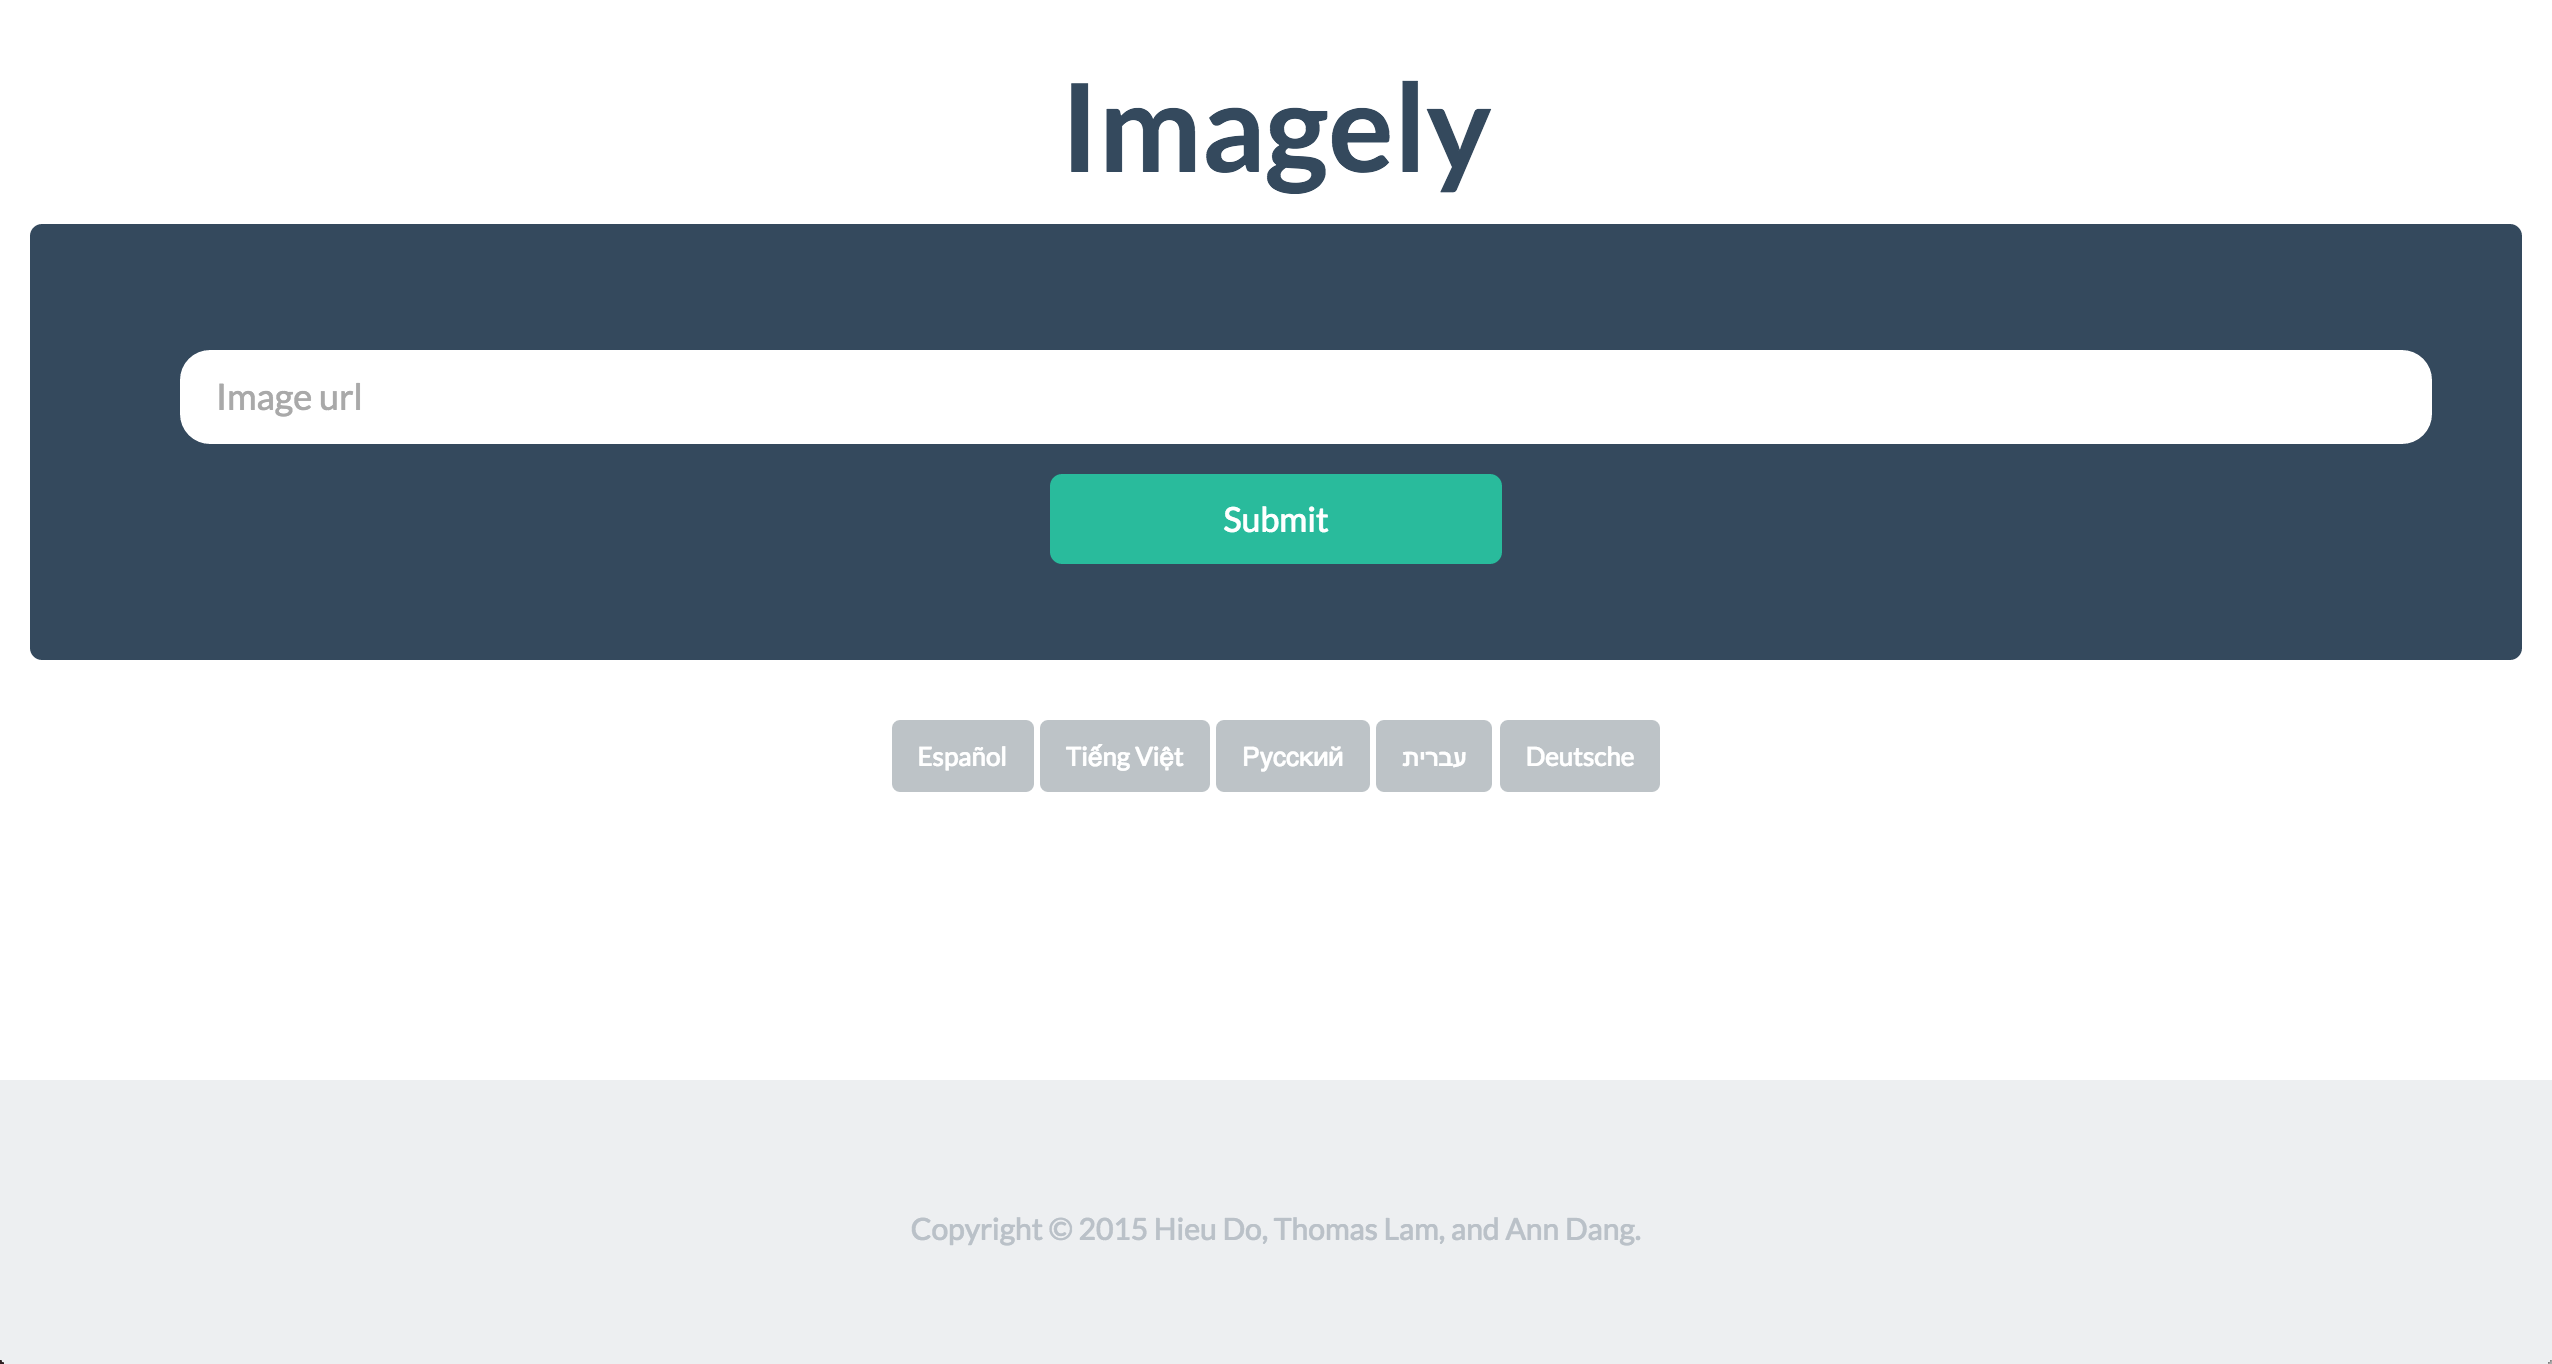 Imagely
Image url
Submit
Español Tiếng Việt Русский עברית Deutsche
Copyright © 2015 Hieu Do, Thomas Lam, and Ann Dang.